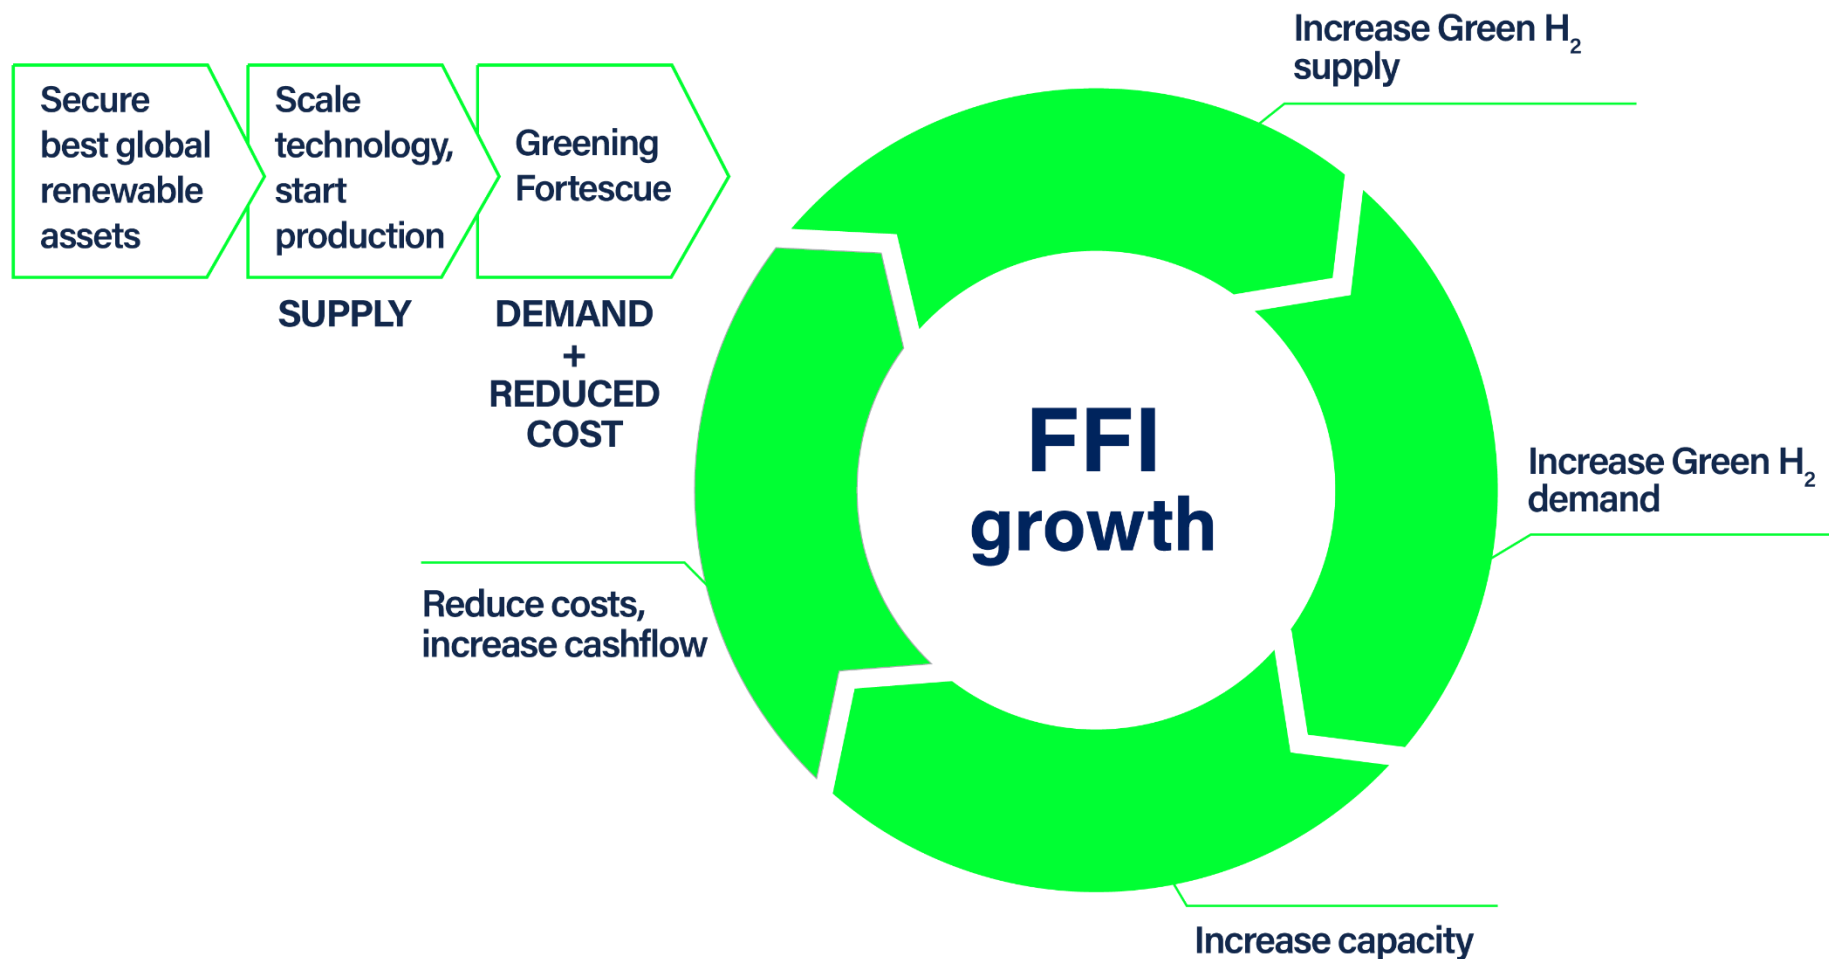 Secure
best global
renewable
assets
Scale
technology,
start
production
SUPPLY
Greening
Fortescue
DEMAND
+
REDUCED
COST
Increase Green H₂
supply
Increase Green H₂
demand
Increase capacity
Reduce costs,
increase cashflow
FFI
growth